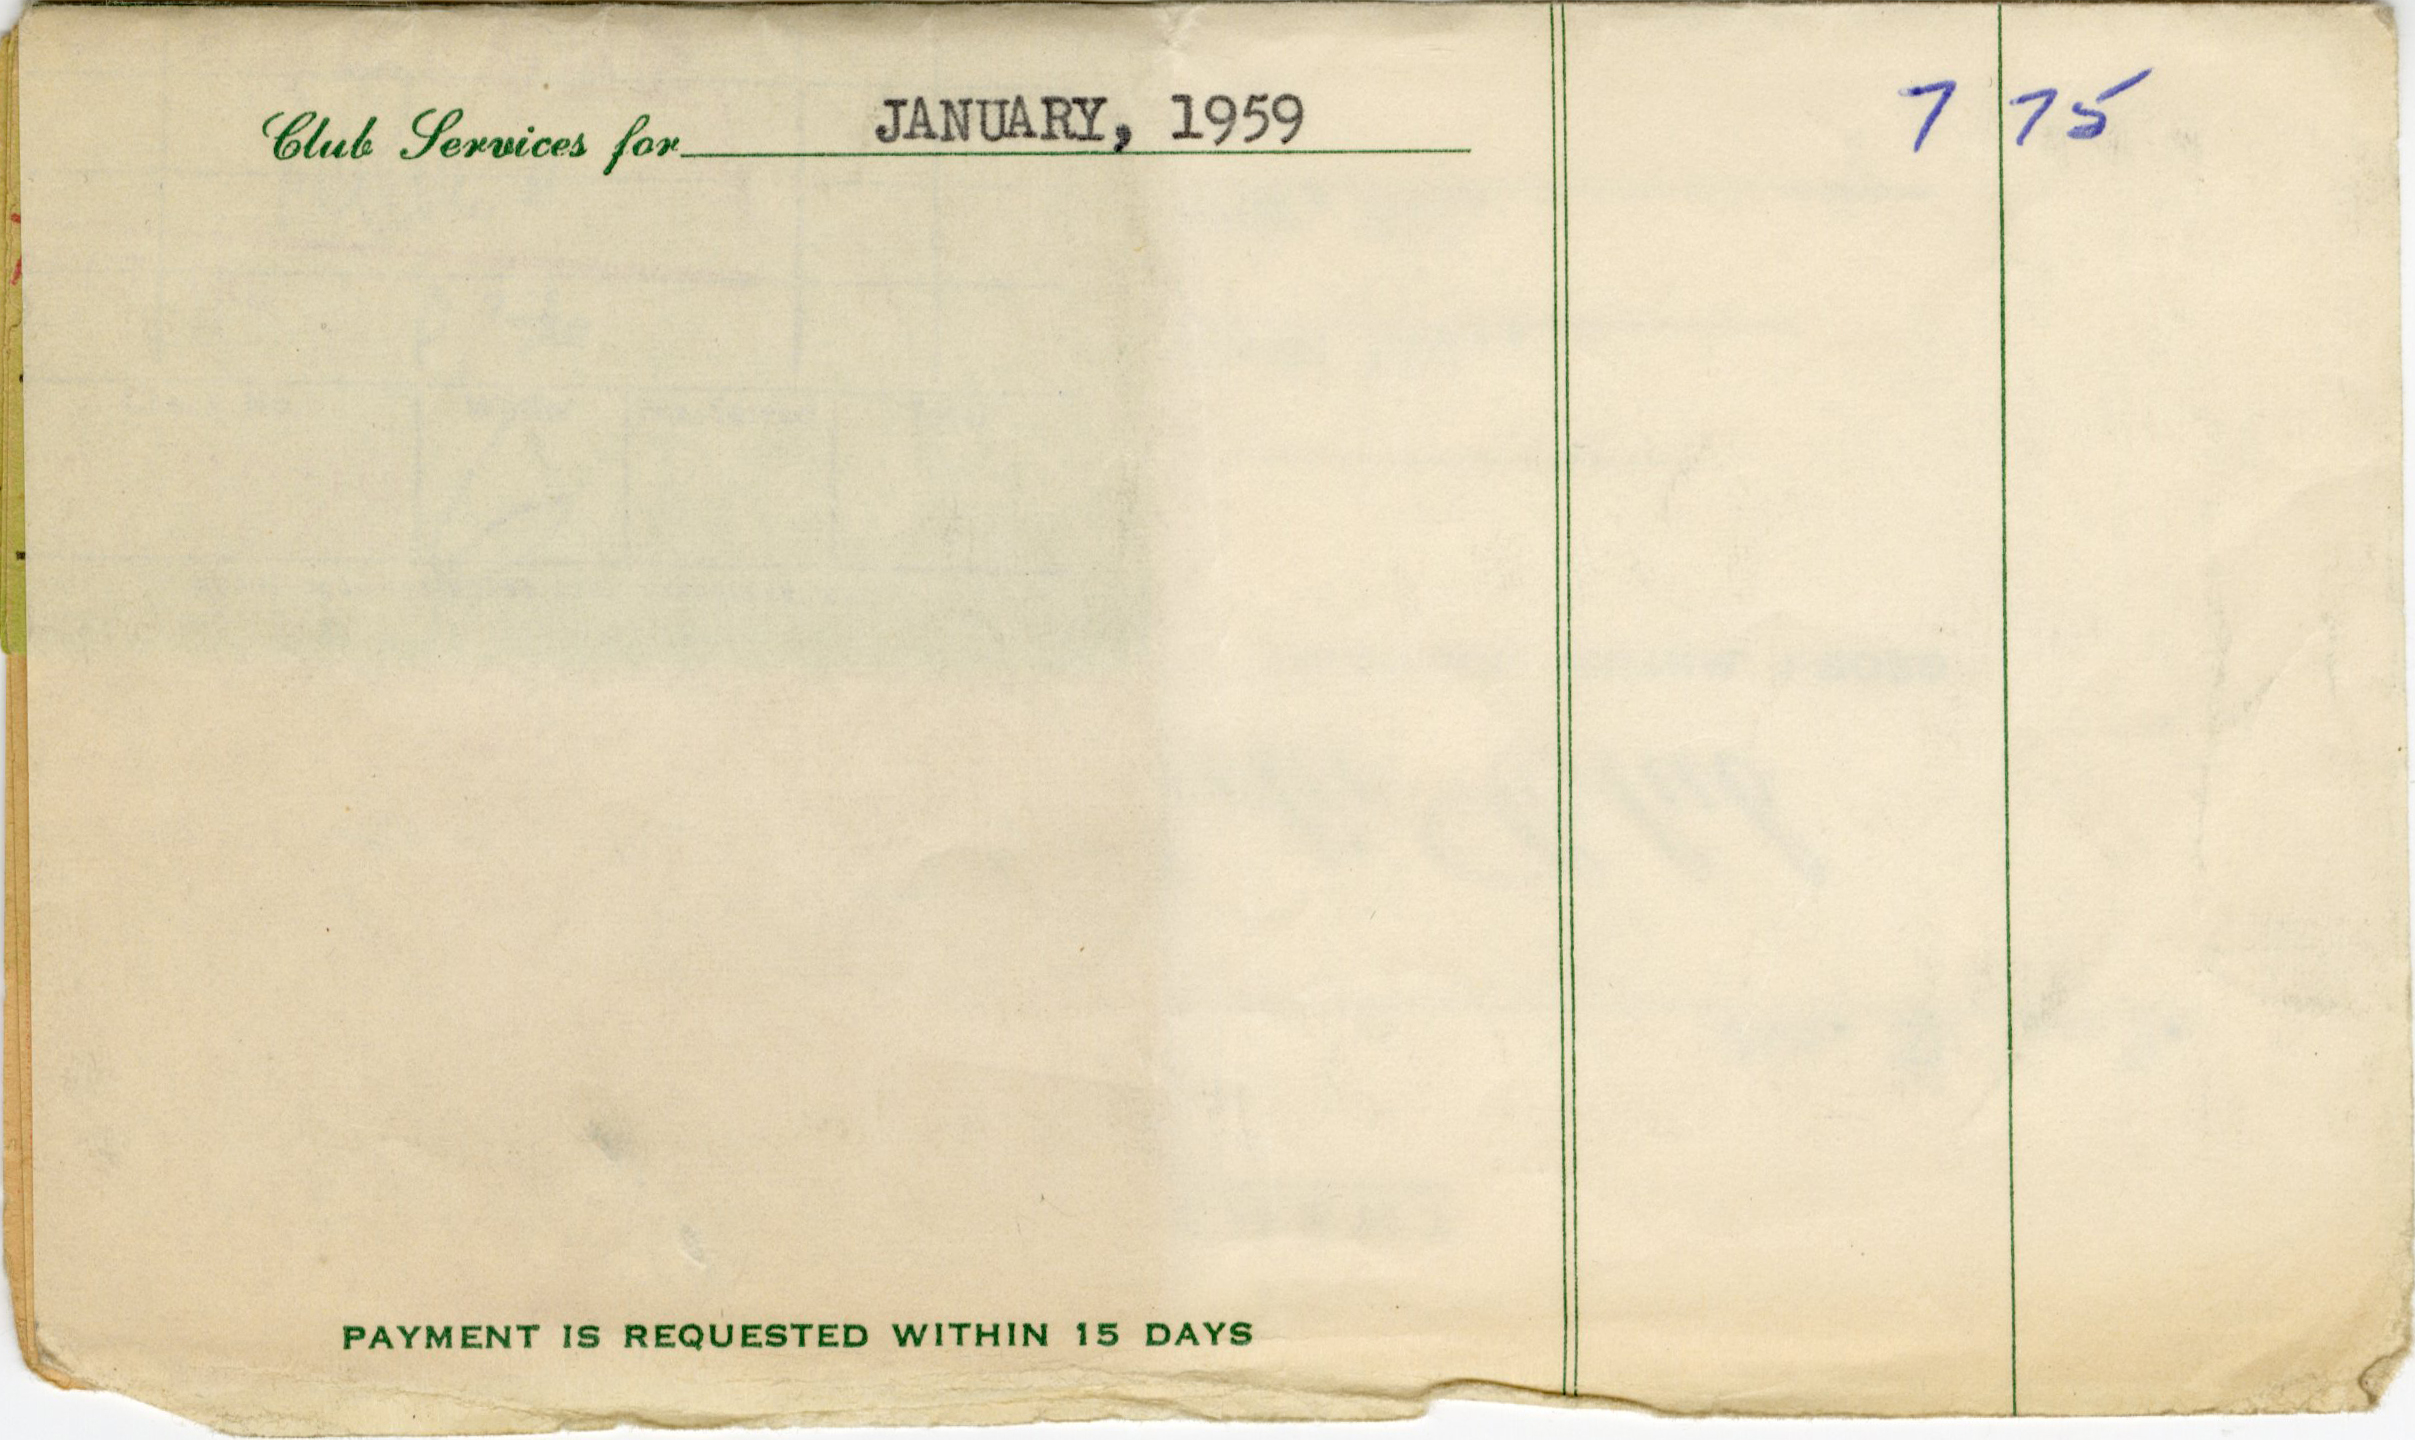 Club Services for JANUARY, 1959 7 75
PAYMENT IS REQUESTED WITHIN 15 DAYS